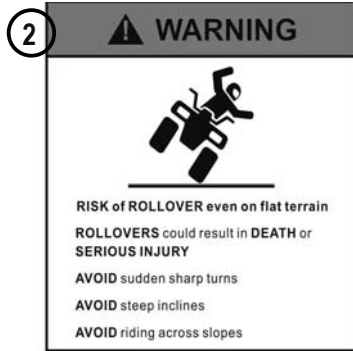 2
WARNING
RISK of ROLLOVER even on flat terrain
ROLLOVERS could result in DEATH or
SERIOUS INJURY
AVOID sudden sharp turns
AVOID steep inclines
AVOID riding across slopes